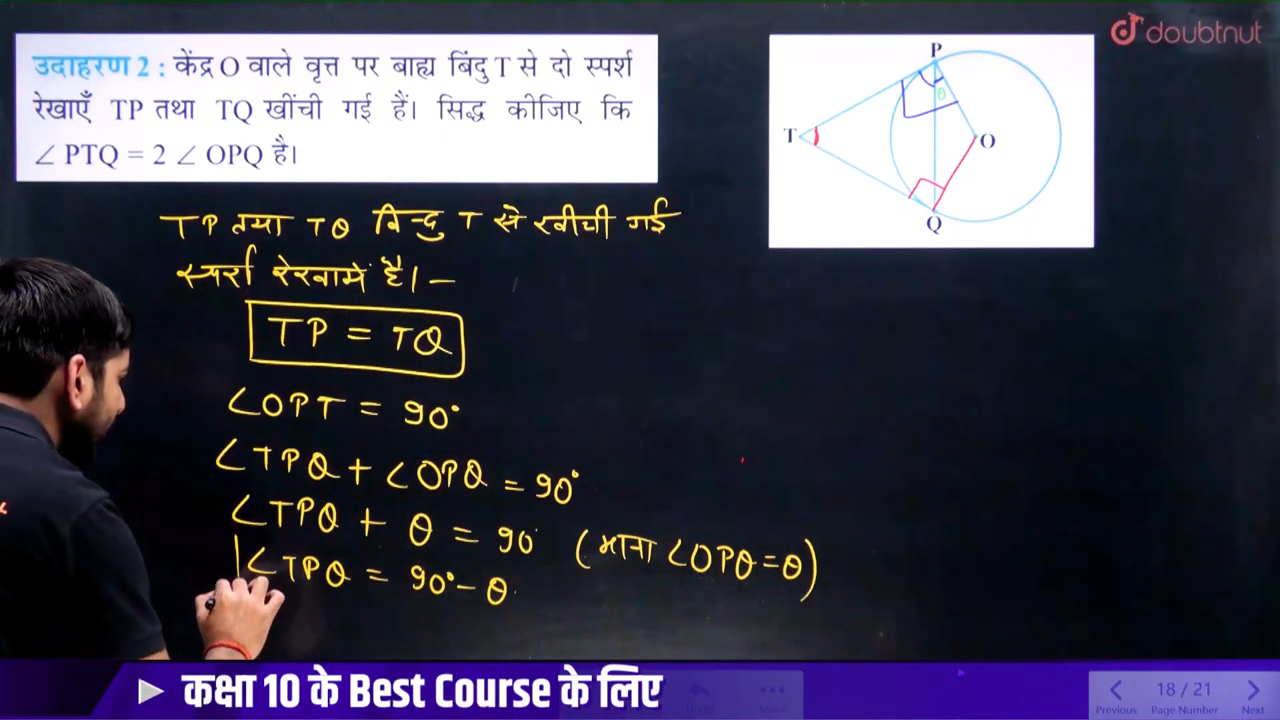 doubtnut
उदाहरण 2 : केंद्र O वाले वृत्त पर बाह्य बिंदु T से दो स्पर्श
रेखाएँ TP तथा TQ खींची गई हैं। सिद्ध कीजिए कि
∠ PTQ = 2 ∠ OPQ है।
P
θ
T
O
Q
TP तथा TQ बिन्दु T से खीची गई
स्पर्श रेखायें है। -
TP = TQ
∠OPT = 90°
∠TPQ + ∠OPQ = 90°
∠TPQ + θ = 90° (माना ∠OPQ = θ)
∠TPQ = 90° - θ
कक्षा 10 के Best Course के लिए
18 / 21
Previous Page Number Next